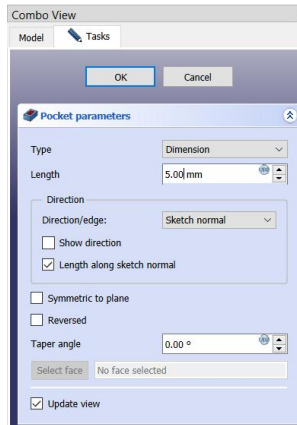 Combo View
Model Tasks
OK Cancel
Pocket parameters
Type Dimension
Length 5.00 mm
Direction
Direction/edge: Sketch normal
Show direction
Length along sketch normal
Symmetric to plane
Reversed
Taper angle 0.00 °
Select face No face selected
Update view